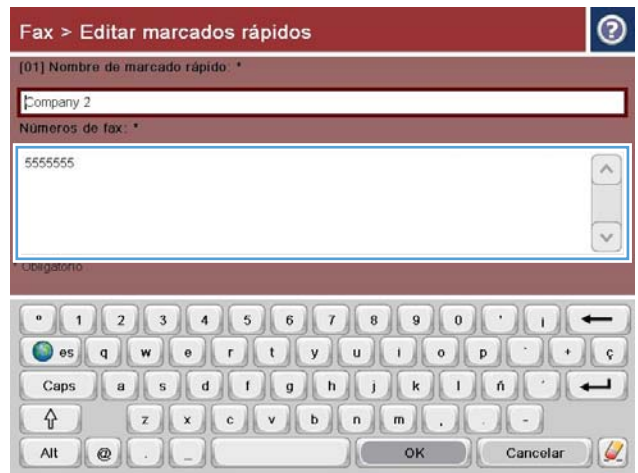 Fax > Editar marcados rápidos ?
[01] Nombre de marcado rápido: *
Company 2
Números de fax: *
5555555
* Obligatorio
º 1 2 3 4 5 6 7 8 9 0 ' ¡
es q w e r t y u i o p ` + ç
Caps a s d f g h j k l ñ ´
z x c v b n m , . -
Alt @ . _ OK Cancelar